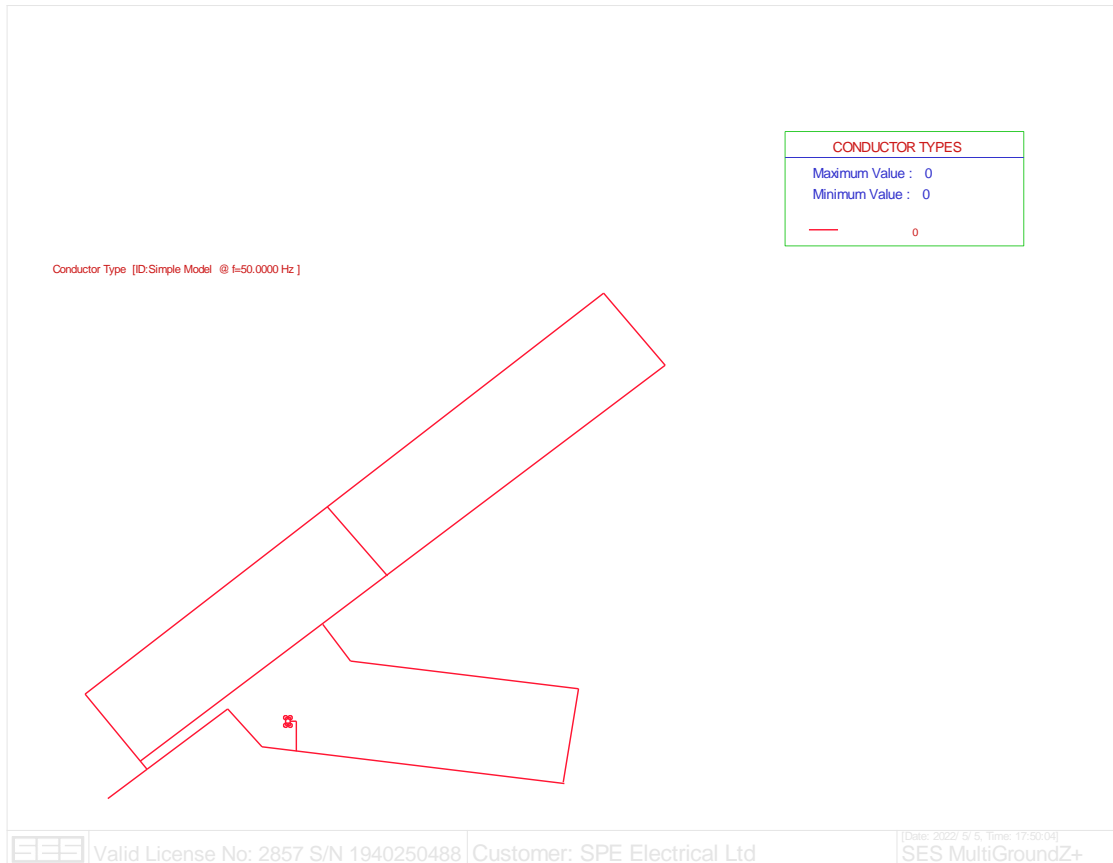 CONDUCTOR TYPES
Maximum Value : 0
Minimum Value : 0
0
Conductor Type [ID:Simple Model @ f=50.0000 Hz ]
[Date: 2022/ 5/ 5, Time: 17:50:04]
SES Valid License No: 2857 S/N 1940250488 Customer: SPE Electrical Ltd SES MultiGroundZ+